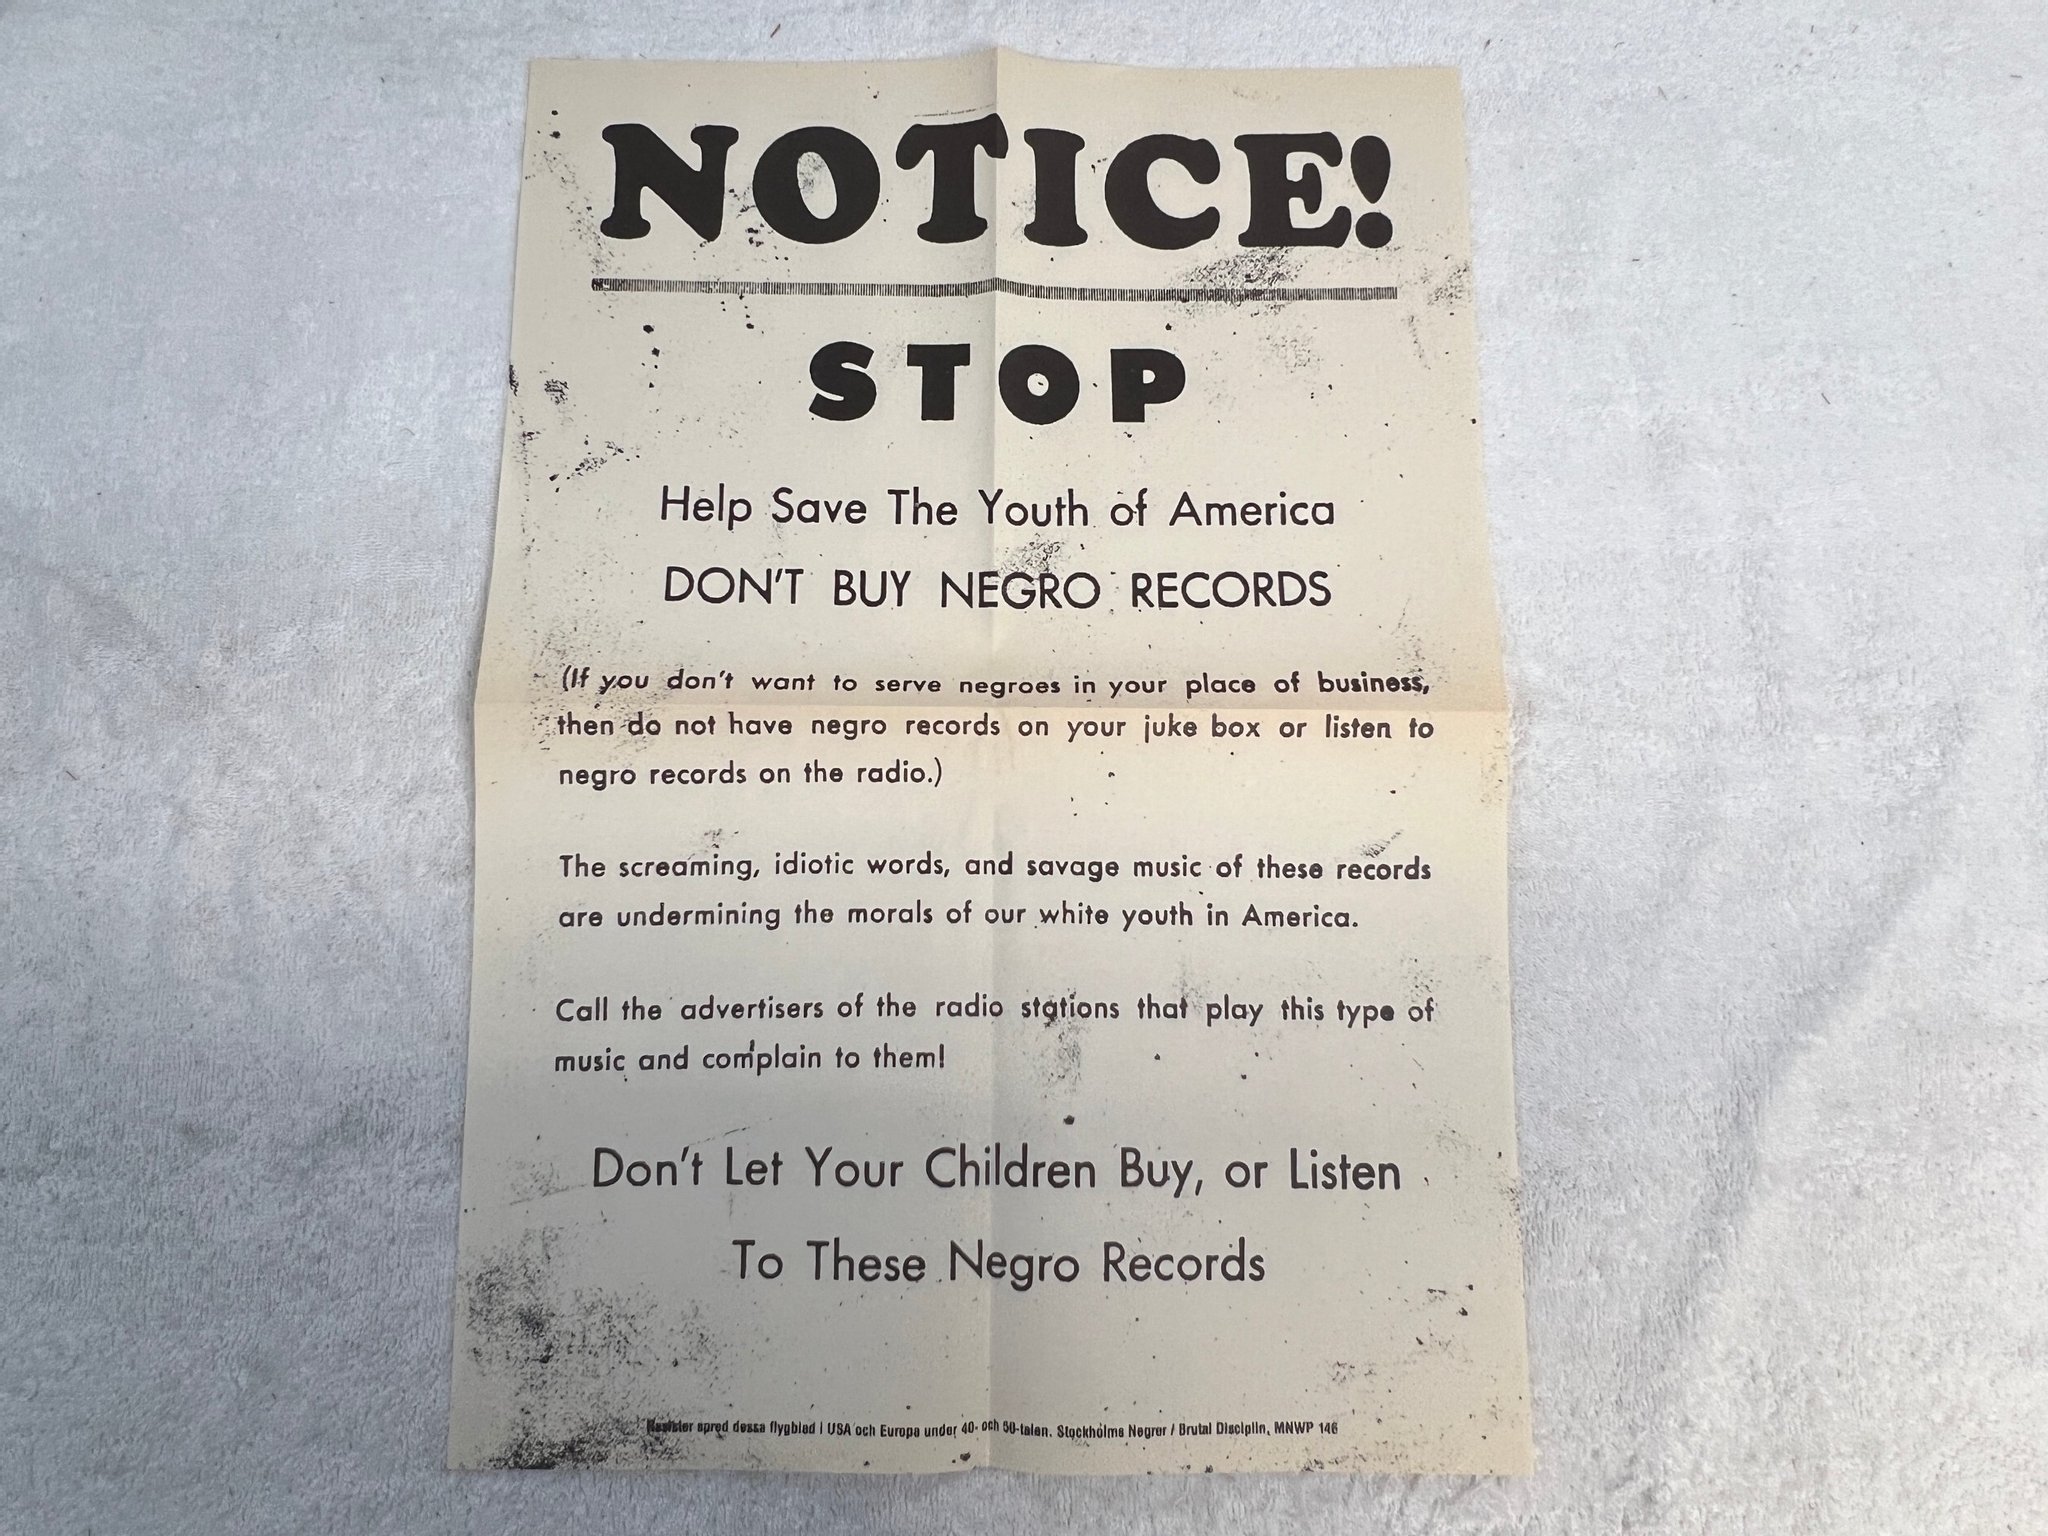 NOTICE!
STOP
Help Save The Youth of America
DON'T BUY NEGRO RECORDS
(If you don't want to serve negroes in your place of business,
then do not have negro records on your juke box or listen to
negro records on the radio.)
The screaming, idiotic words, and savage music of these records
are undermining the morals of our white youth in America.
Call the advertisers of the radio stations that play this type of
music and complain to them!
Don't Let Your Children Buy, or Listen
To These Negro Records
Rasister spred dessa flygblad i USA och Europa under 40- och 50-talen. Stockholms Negrer / Brutal Disciplin, MNWP 146